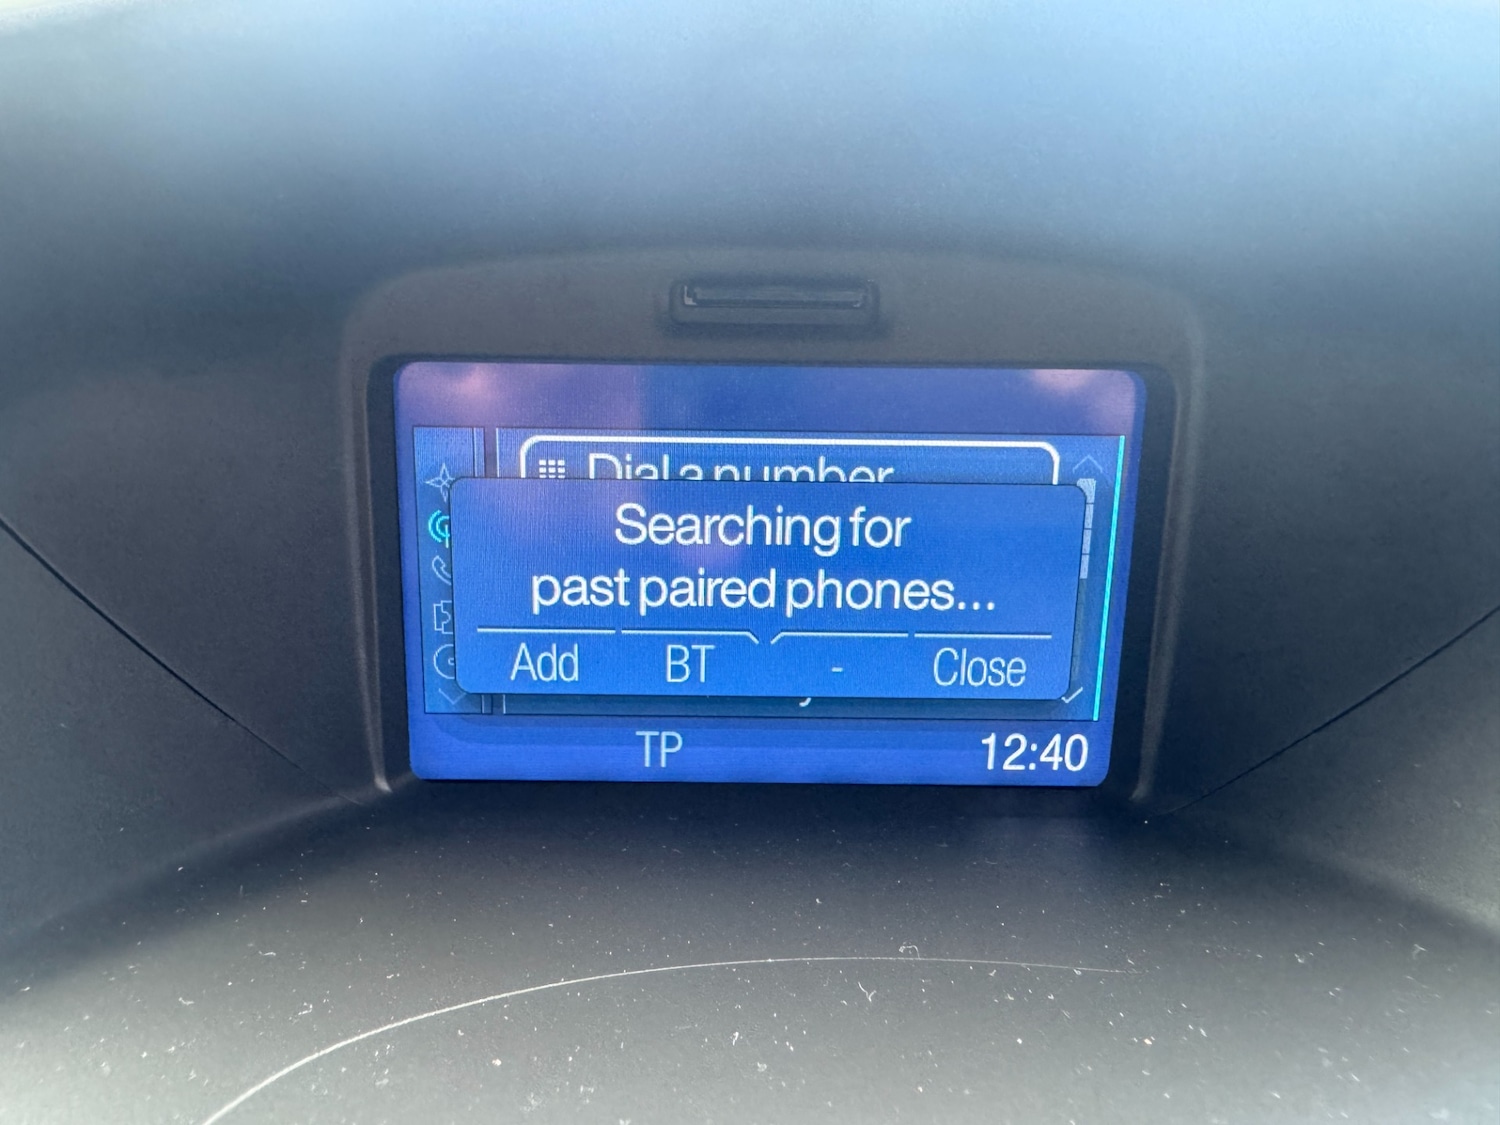 Dial a number
Searching for
past paired phones...
Add BT - Close
TP 12:40